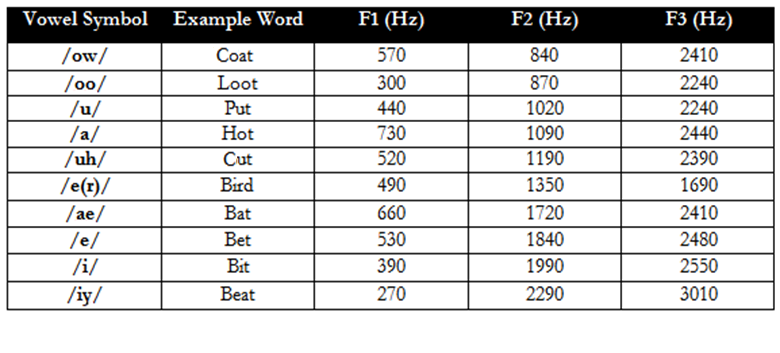 Vowel Symbol Example Word F1 (Hz) F2 (Hz) F3 (Hz)
/ow/ Coat 570 840 2410
/oo/ Loot 300 870 2240
/u/ Put 440 1020 2240
/a/ Hot 730 1090 2440
/uh/ Cut 520 1190 2390
/e(r)/ Bird 490 1350 1690
/ae/ Bat 660 1720 2410
/e/ Bet 530 1840 2480
/i/ Bit 390 1990 2550
/iy/ Beat 270 2290 3010